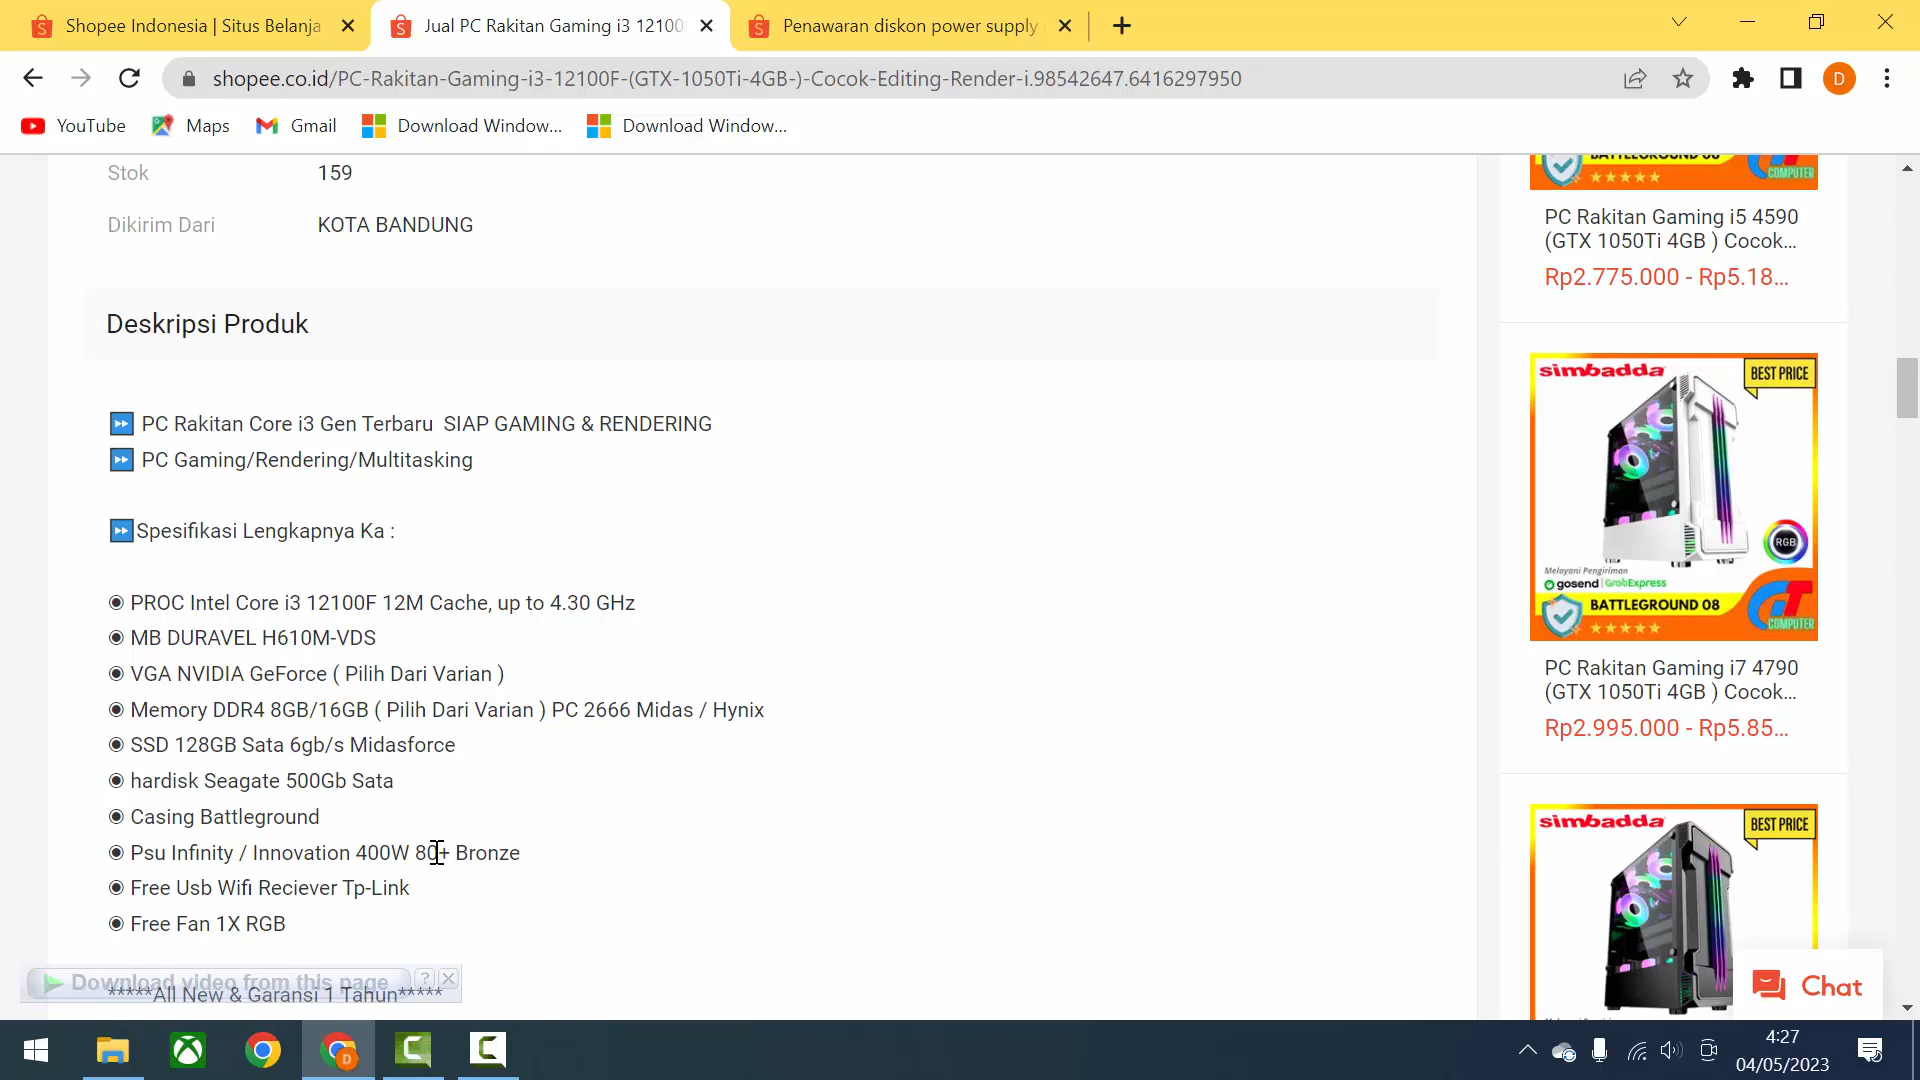 Shopee Indonesia | Situs Belanja
Jual PC Rakitan Gaming i3 12100
Penawaran diskon power supply
shopee.co.id/PC-Rakitan-Gaming-i3-12100F-(GTX-1050Ti-4GB-)-Cocok-Editing-Render-i.98542647.6416297950
D
YouTube
Maps
Gmail
Download Window...
Download Window...
Stok 159
Dikirim Dari KOTA BANDUNG
Deskripsi Produk
PC Rakitan Core i3 Gen Terbaru SIAP GAMING & RENDERING
PC Gaming/Rendering/Multitasking
Spesifikasi Lengkapnya Ka :
PROC Intel Core i3 12100F 12M Cache, up to 4.30 GHz
MB DURAVEL H610M-VDS
VGA NVIDIA GeForce ( Pilih Dari Varian )
Memory DDR4 8GB/16GB ( Pilih Dari Varian ) PC 2666 Midas / Hynix
SSD 128GB Sata 6gb/s Midasforce
hardisk Seagate 500Gb Sata
Casing Battleground
Psu Infinity / Innovation 400W 80+ Bronze
Free Usb Wifi Reciever Tp-Link
Free Fan 1X RGB
Download video from this page ?
*****All New & Garansi 1 Tahun*****
BATTLEGROUND 08
COMPUTER
PC Rakitan Gaming i5 4590
(GTX 1050Ti 4GB ) Cocok...
Rp2.775.000 - Rp5.18...
simbadda
BEST PRICE
RGB
Melayani Pengiriman
gosend | GrabExpress
BATTLEGROUND 08
COMPUTER
PC Rakitan Gaming i7 4790
(GTX 1050Ti 4GB ) Cocok...
Rp2.995.000 - Rp5.85...
simbadda
BEST PRICE
Chat
D
4:27
04/05/2023